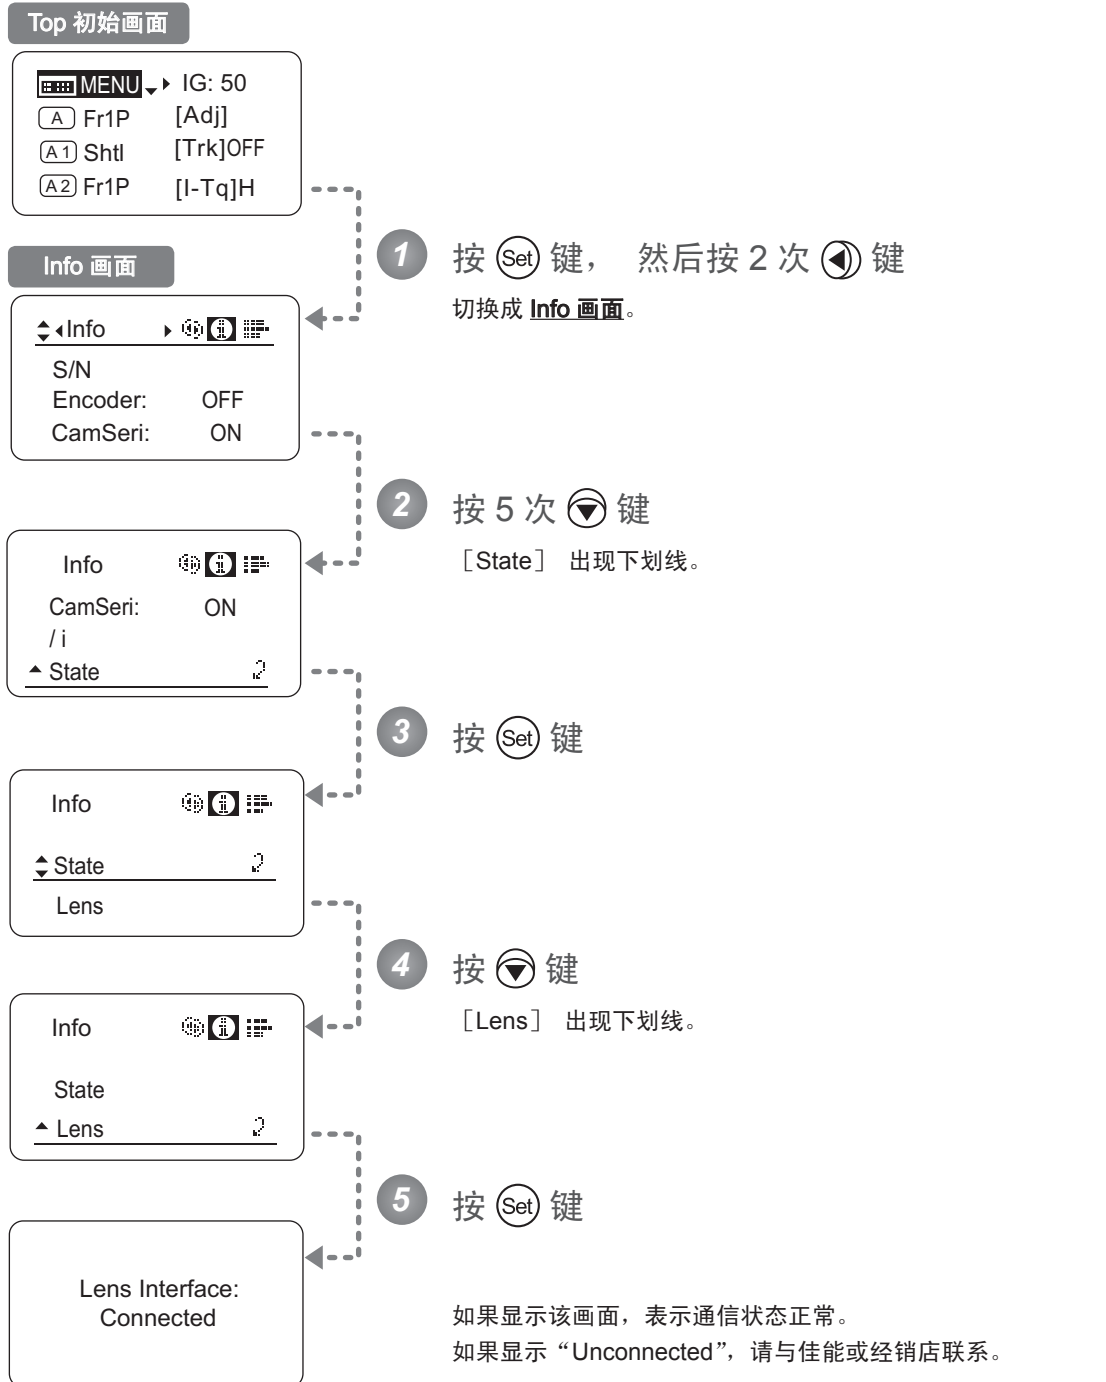 Top 初始画面
MENU IG: 50
A Fr1P [Adj]
A1 Shtl [Trk]OFF
A2 Fr1P [I-Tq]H
1 按 Set 键， 然后按 2 次 键
切换成 Info 画面。
Info 画面
Info
S/N
Encoder: OFF
CamSeri: ON
2 按 5 次 键
［State］ 出现下划线。
Info
CamSeri: ON
/ i
State
3 按 Set 键
Info
State
Lens
4 按 键
［Lens］ 出现下划线。
Info
State
Lens
5 按 Set 键
Lens Interface:
Connected
如果显示该画面，表示通信状态正常。
如果显示“Unconnected”，请与佳能或经销店联系。